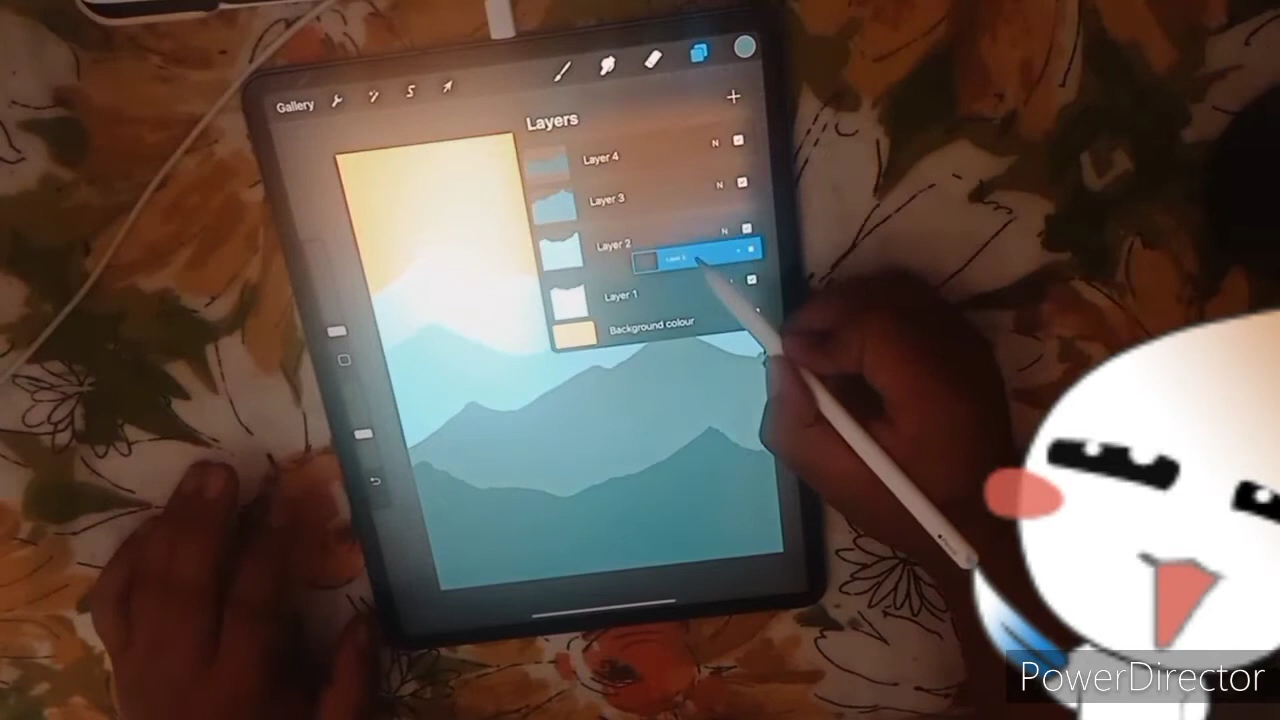 Gallery
Layers
Layer 4
N
Layer 3
N
Layer 2
N
Layer 1
Background colour
PowerDirector